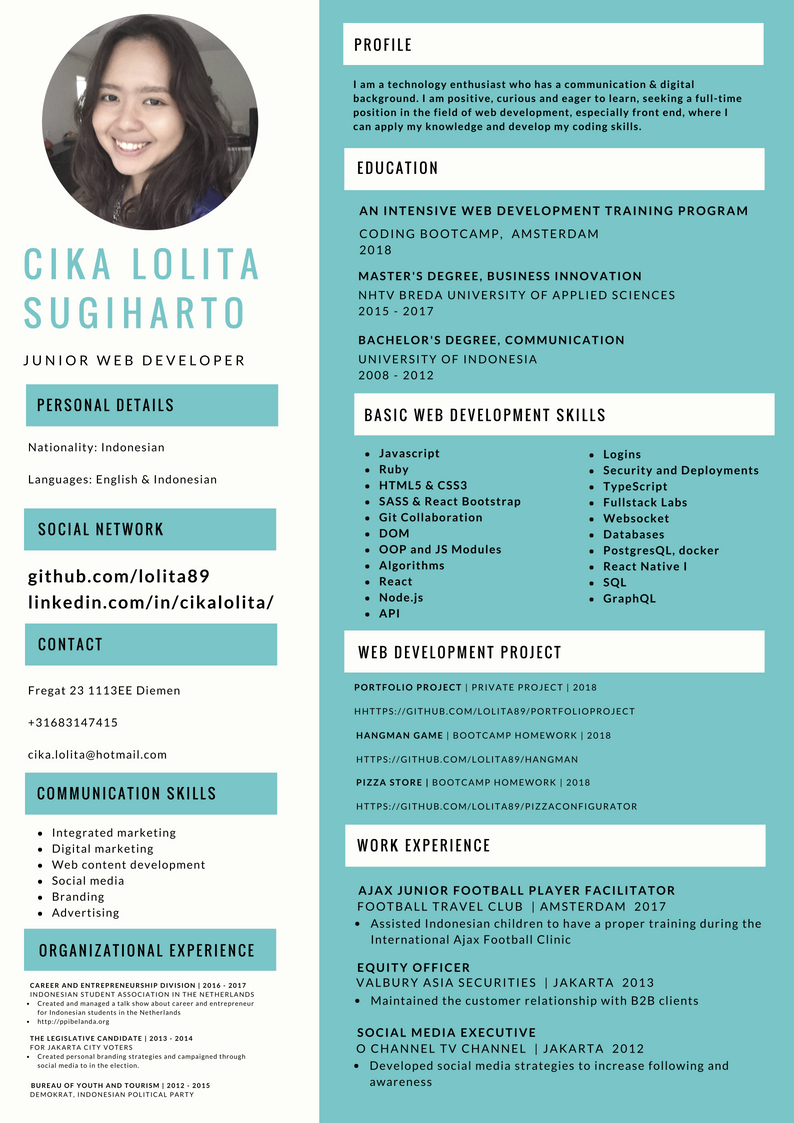 CIKA LOLITA
SUGIHARTO
JUNIOR WEB DEVELOPER
PERSONAL DETAILS
Nationality: Indonesian
Languages: English & Indonesian
SOCIAL NETWORK
github.com/lolita89
linkedin.com/in/cikalolita/
CONTACT
Fregat 23 1113EE Diemen
+31683147415
cika.lolita@hotmail.com
COMMUNICATION SKILLS
• Integrated marketing
• Digital marketing
• Web content development
• Social media
• Branding
• Advertising
ORGANIZATIONAL EXPERIENCE
CAREER AND ENTREPRENEURSHIP DIVISION | 2016 - 2017
INDONESIAN STUDENT ASSOCIATION IN THE NETHERLANDS
• Created and managed a talk show about career and entrepreneur
for Indonesian students in the Netherlands
• http://ppibelanda.org
THE LEGISLATIVE CANDIDATE | 2013 - 2014
FOR JAKARTA CITY VOTERS
• Created personal branding strategies and campaigned through
social media to in the election.
BUREAU OF YOUTH AND TOURISM | 2012 - 2015
DEMOKRAT, INDONESIAN POLITICAL PARTY
PROFILE
I am a technology enthusiast who has a communication & digital
background. I am positive, curious and eager to learn, seeking a full-time
position in the field of web development, especially front end, where I
can apply my knowledge and develop my coding skills.
EDUCATION
AN INTENSIVE WEB DEVELOPMENT TRAINING PROGRAM
CODING BOOTCAMP, AMSTERDAM
2018
MASTER'S DEGREE, BUSINESS INNOVATION
NHTV BREDA UNIVERSITY OF APPLIED SCIENCES
2015 - 2017
BACHELOR'S DEGREE, COMMUNICATION
UNIVERSITY OF INDONESIA
2008 - 2012
BASIC WEB DEVELOPMENT SKILLS
• Javascript
• Ruby
• HTML5 & CSS3
• SASS & React Bootstrap
• Git Collaboration
• DOM
• OOP and JS Modules
• Algorithms
• React
• Node.js
• API
• Logins
• Security and Deployments
• TypeScript
• Fullstack Labs
• Websocket
• Databases
• PostgresQL, docker
• React Native I
• SQL
• GraphQL
WEB DEVELOPMENT PROJECT
PORTFOLIO PROJECT | PRIVATE PROJECT | 2018
HHTTPS://GITHUB.COM/LOLITA89/PORTFOLIOPROJECT
HANGMAN GAME | BOOTCAMP HOMEWORK | 2018
HTTPS://GITHUB.COM/LOLITA89/HANGMAN
PIZZA STORE | BOOTCAMP HOMEWORK | 2018
HTTPS://GITHUB.COM/LOLITA89/PIZZACONFIGURATOR
WORK EXPERIENCE
AJAX JUNIOR FOOTBALL PLAYER FACILITATOR
FOOTBALL TRAVEL CLUB | AMSTERDAM 2017
• Assisted Indonesian children to have a proper training during the
International Ajax Football Clinic
EQUITY OFFICER
VALBURY ASIA SECURITIES | JAKARTA 2013
• Maintained the customer relationship with B2B clients
SOCIAL MEDIA EXECUTIVE
O CHANNEL TV CHANNEL | JAKARTA 2012
• Developed social media strategies to increase following and
awareness